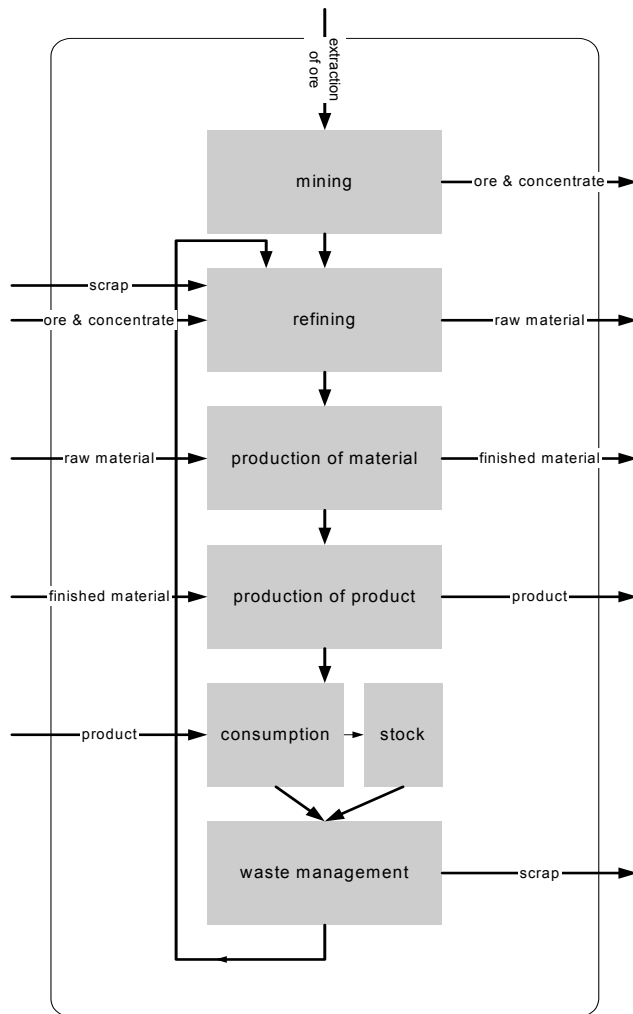 extraction
of ore
mining
ore & concentrate
scrap
ore & concentrate
refining
raw material
raw material
production of material
finished material
finished material
production of product
product
product
consumption
stock
waste management
scrap